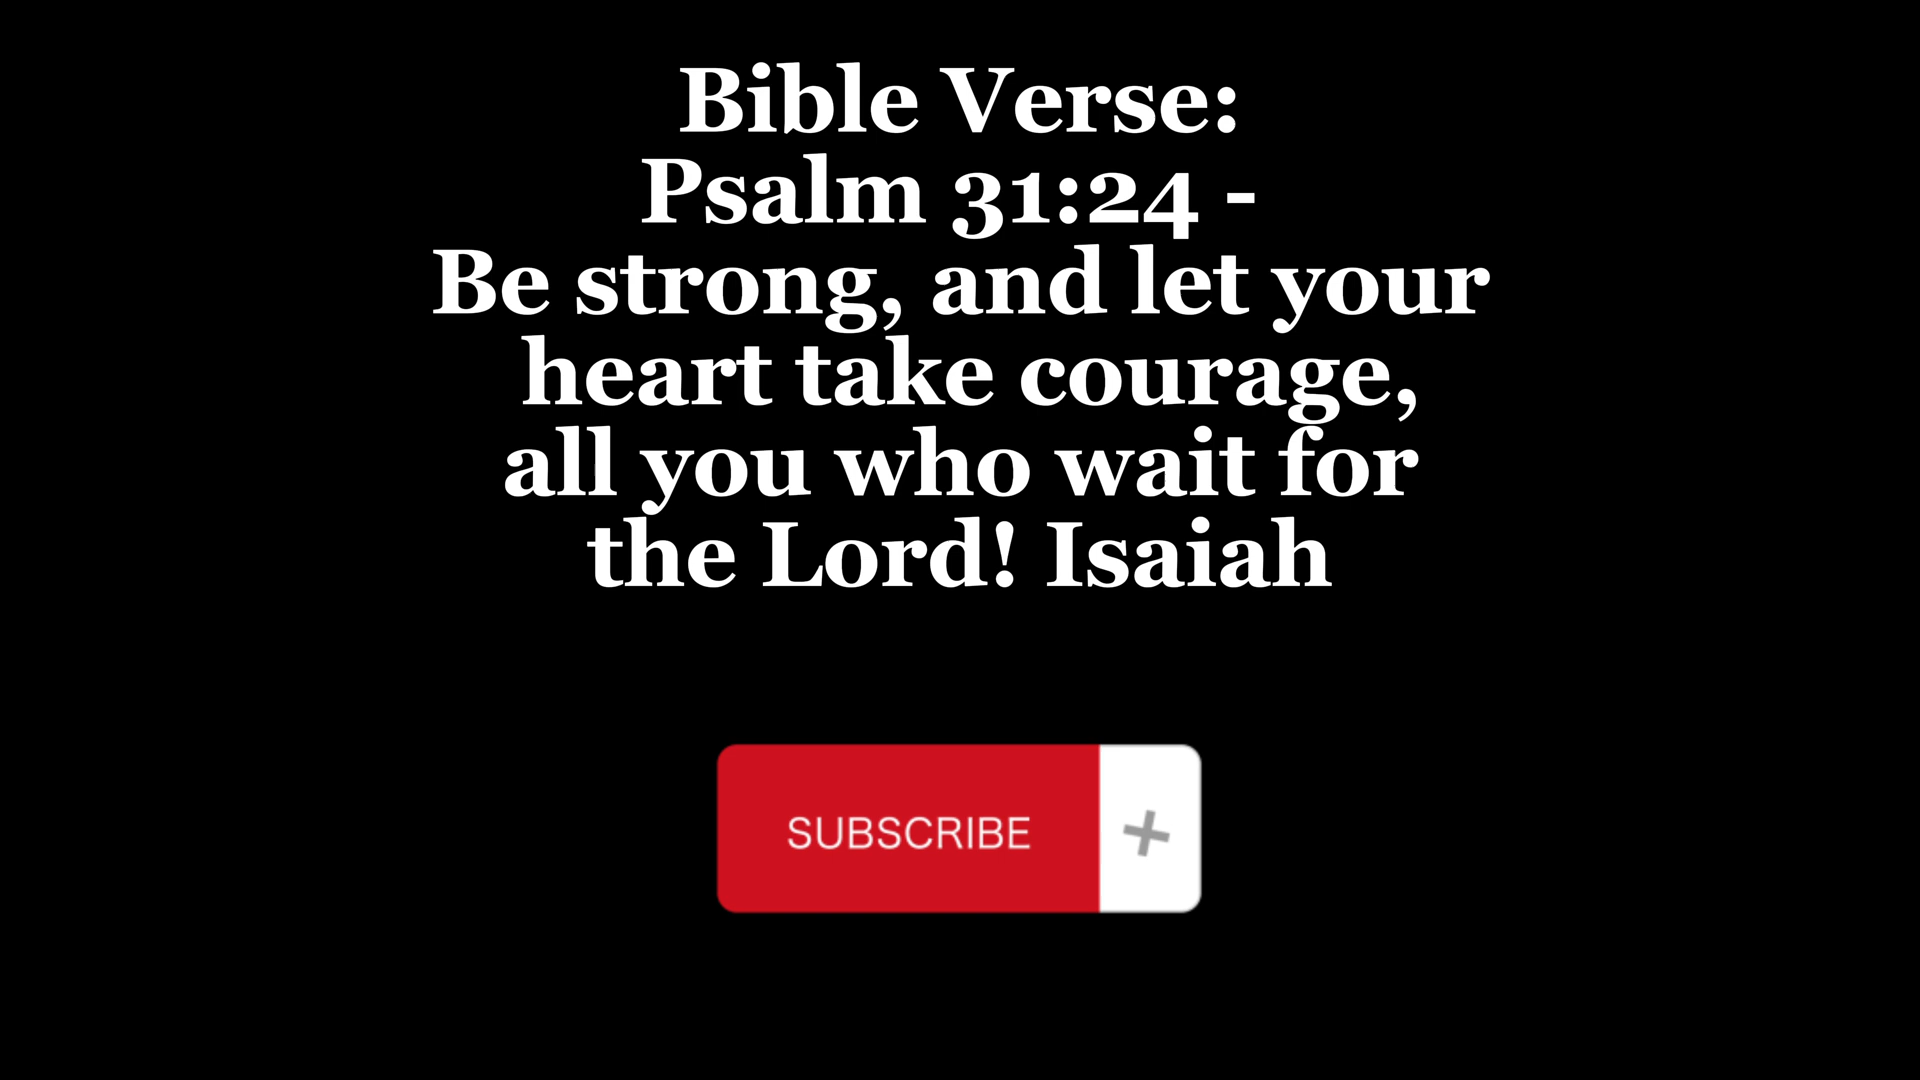 Bible Verse:
Psalm 31:24 -
Be strong, and let your
heart take courage,
all you who wait for
the Lord! Isaiah
SUBSCRIBE +